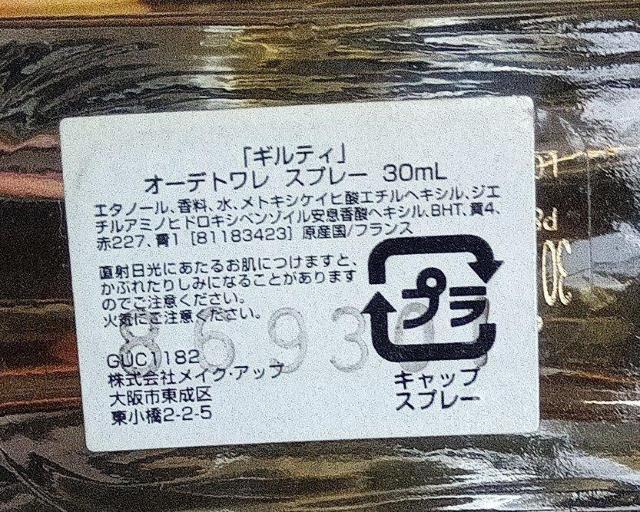 「ギルティ」
オーデトワレ スプレー 30mL
エタノール、香料、水、メトキシケイヒ酸エチルヘキシル、ジエ
チルアミノヒドロキシベンゾイル安息香酸ヘキシル、BHT、黄4、
赤227、黄1 [81183423] 原産国/フランス
直射日光にあたるお肌につけますと、
かぶれたりしみになることがあります
のでご注意ください。
火気にご注意ください。
プラ
キャップ
スプレー
GUC1182
株式会社メイク・アップ
大阪市東成区
東小橋2-2-5
30